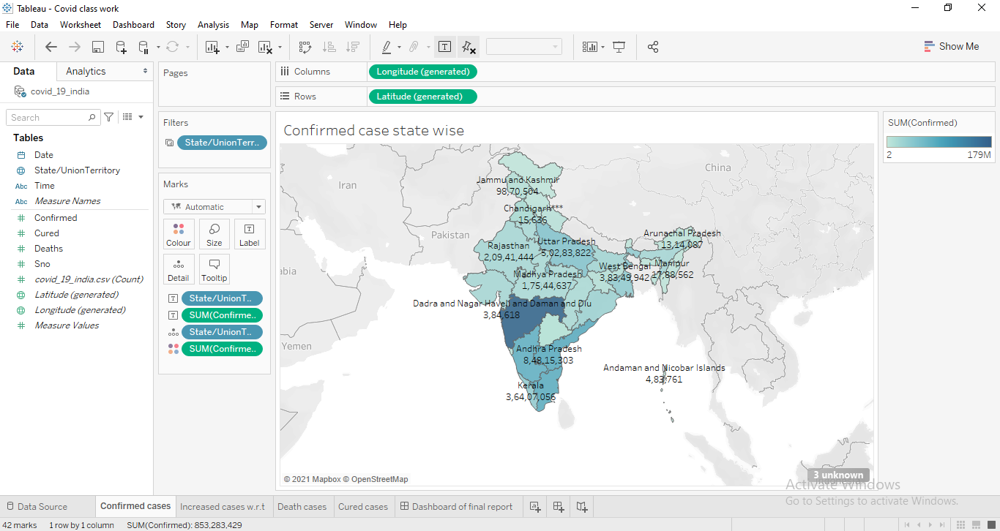 Tableau - Covid class work
File Data Worksheet Dashboard Story Analysis Map Format Server Window Help
Show Me
Data Analytics
covid_19_india
Search
Tables
Date
State/UnionTerritory
Abc Time
Abc Measure Names
Confirmed
Cured
Deaths
Sno
covid_19_india.csv (Count)
Latitude (generated)
Longitude (generated)
Measure Values
Pages
Filters
State/UnionTerr..
Marks
Automatic
Colour Size Label
Detail Tooltip
State/UnionT..
SUM(Confirme..
State/UnionT..
SUM(Confirme..
Columns Longitude (generated)
Rows Latitude (generated)
Confirmed case state wise
Iran
China
Pakistan
abia
Yemen
Jammu and Kashmir
98,70,504
Chandigarh***
15,636
Rajasthan
2,09,41,444
Uttar Pradesh
5,02,83,822
Arunachal Pradesh
13,14,087
Madhya Pradesh
1,75,44,637
West Bengal
3,83,49,942
Manipur
17,88,562
Dadra and Nagar Haveli and Daman and Diu
3,84,618
Andhra Pradesh
8,48,15,303
Andaman and Nicobar Islands
4,83,761
Kerala
3,64,07,056
© 2021 Mapbox © OpenStreetMap
3 unknown
SUM(Confirmed)
2 179M
Activate Windows
Go to Settings to activate Windows.
Data Source Confirmed cases Increased cases w.r.t Death cases Cured cases Dashboard of final report
42 marks 1 row by 1 column SUM(Confirmed): 853,283,429